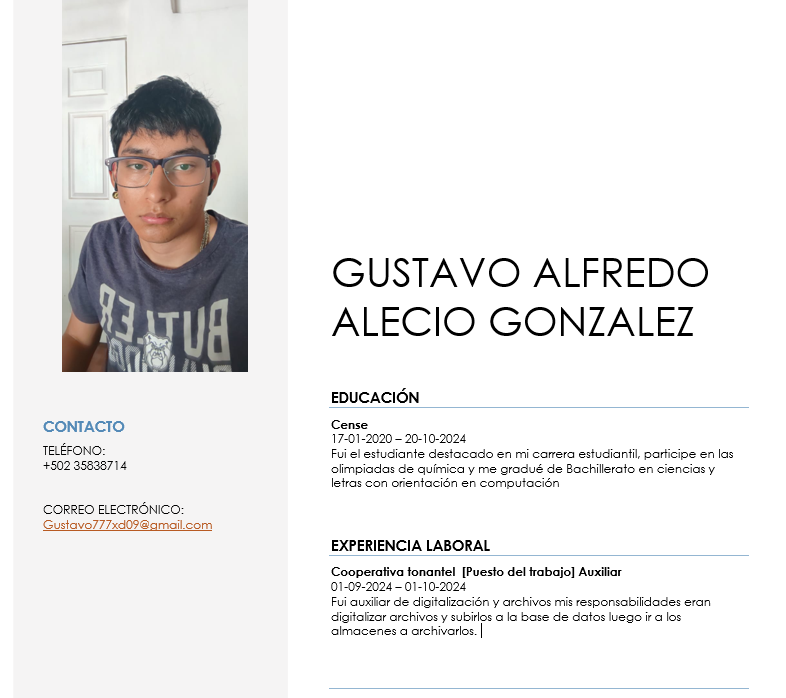 GUSTAVO ALFREDO
ALECIO GONZALEZ
CONTACTO
TELÉFONO:
+502 35838714
CORREO ELECTRÓNICO:
Gustavo777xd09@gmail.com
EDUCACIÓN
Cense
17-01-2020 – 20-10-2024
Fui el estudiante destacado en mi carrera estudiantil, participe en las
olimpiadas de química y me gradué de Bachillerato en ciencias y
letras con orientación en computación
EXPERIENCIA LABORAL
Cooperativa tonantel [Puesto del trabajo] Auxiliar
01-09-2024 – 01-10-2024
Fui auxiliar de digitalización y archivos mis responsabilidades eran
digitalizar archivos y subirlos a la base de datos luego ir a los
almacenes a archivarlos.
BUTLER